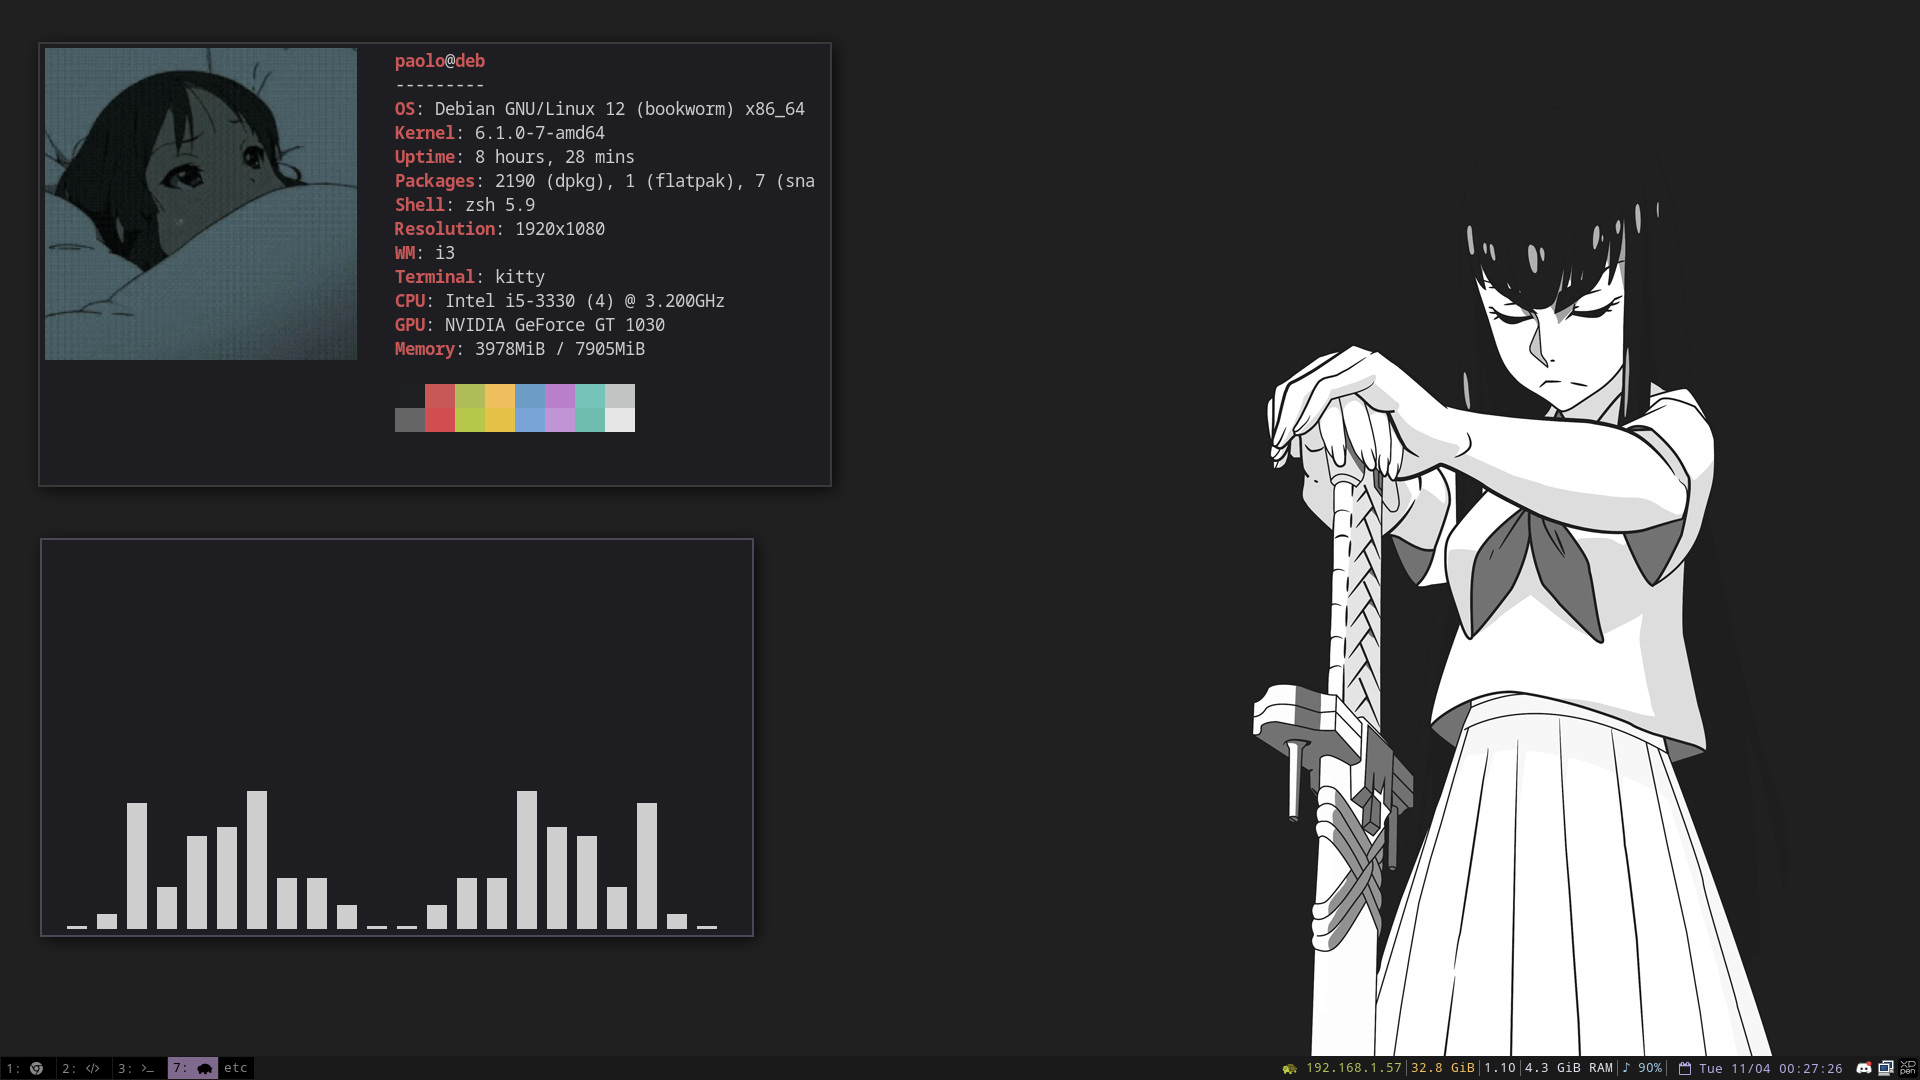 paolo@deb
---------
OS: Debian GNU/Linux 12 (bookworm) x86_64
Kernel: 6.1.0-7-amd64
Uptime: 8 hours, 28 mins
Packages: 2190 (dpkg), 1 (flatpak), 7 (sna
Shell: zsh 5.9
Resolution: 1920x1080
WM: i3
Terminal: kitty
CPU: Intel i5-3330 (4) @ 3.200GHz
GPU: NVIDIA GeForce GT 1030
Memory: 3978MiB / 7905MiB
1: 2: </> 3: >_ 7: etc 192.168.1.57|32.8 GiB|1.10|4.3 GiB RAM|♪ 90%| Tue 11/04 00:27:26 XP PEN